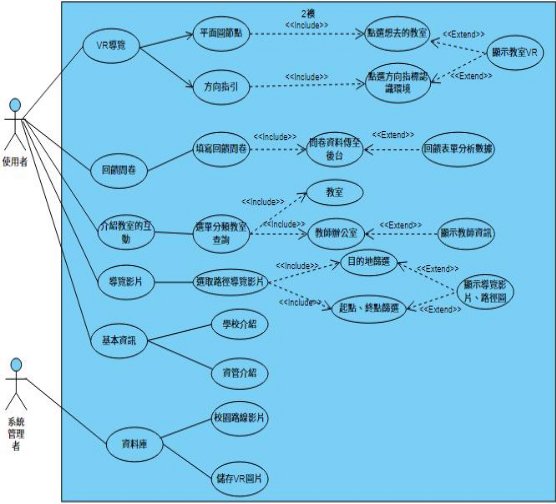 2樓
平面圖節點
<<Include>>
點選想去的教室
<<Extend>>
VR導覽
顯示教室VR
方向指引
<<Include>>
點選方向指標認
識環境
<<Extend>>
使用者
回饋問卷
填寫回饋問卷
<<Include>>
問卷資料傳至
後台
<<Extend>>
回饋表單分析數據
教室
<<Include>>
介紹教室的互
動
選單分類教室
查詢
<<Include>>
教師辦公室
<<Extend>>
顯示教師資訊
目的地篩選
<<Include>>
<<Extend>>
導覽影片
選取路徑導覽影片
顯示導覽影
片、路徑圖
<<Include>>
起點、終點篩選
<<Extend>>
學校介紹
基本資訊
資管介紹
系統
管理
者
校園路線影片
資料庫
儲存VR圖片